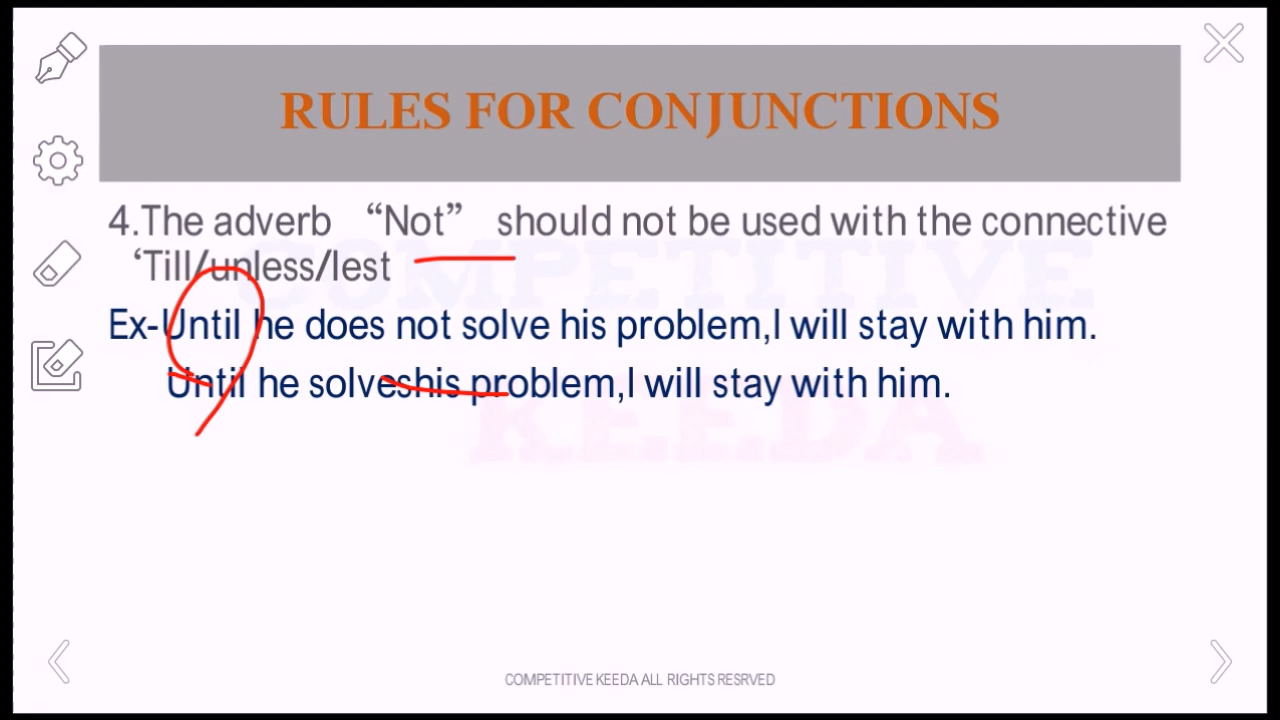 RULES FOR CONJUNCTIONS
4.The adverb “Not” should not be used with the connective
‘Till/unless/lest
Ex-Until he does not solve his problem,I will stay with him.
Until he solveshis problem,I will stay with him.
COMPETITIVE
KEEDA
COMPETITIVE KEEDA ALL RIGHTS RESRVED